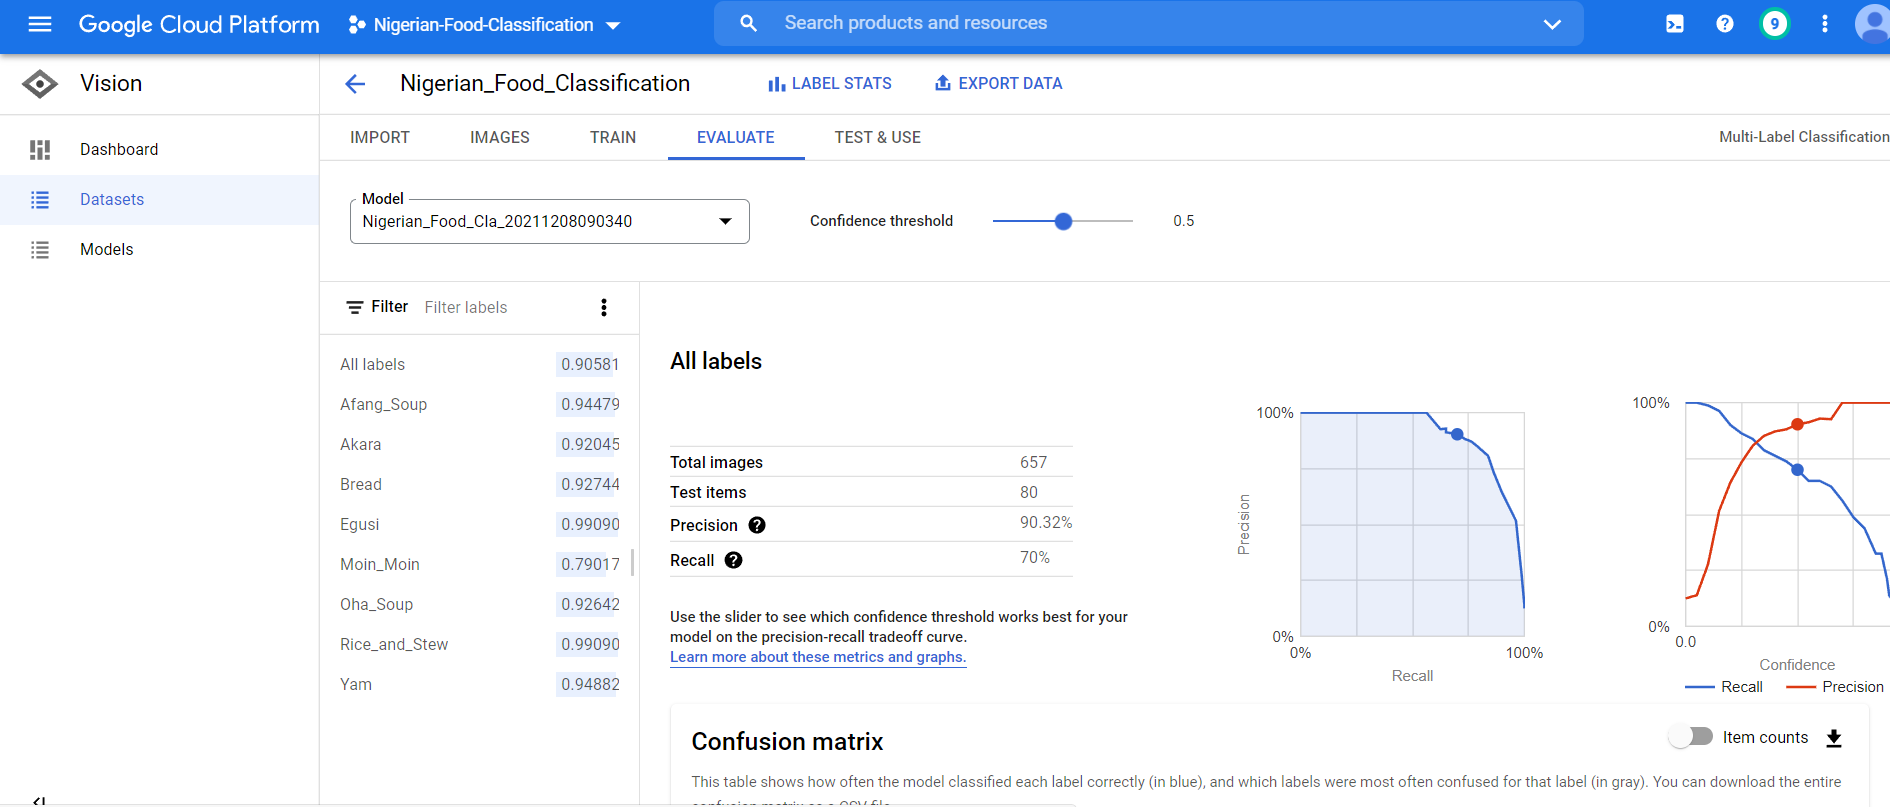 Google Cloud Platform
Nigerian-Food-Classification
Search products and resources
9
Vision
Nigerian_Food_Classification
LABEL STATS
EXPORT DATA
Dashboard
Datasets
Models
IMPORT
IMAGES
TRAIN
EVALUATE
TEST & USE
Multi-Label Classification
Model
Nigerian_Food_Cla_20211208090340
Confidence threshold
0.5
Filter
Filter labels
All labels 0.90581
Afang_Soup 0.94479
Akara 0.92045
Bread 0.92744
Egusi 0.99090
Moin_Moin 0.79017
Oha_Soup 0.92642
Rice_and_Stew 0.99090
Yam 0.94882
All labels
Total images 657
Test items 80
Precision ? 90.32%
Recall ? 70%
Use the slider to see which confidence threshold works best for your
model on the precision-recall tradeoff curve.
Learn more about these metrics and graphs.
100%
Precision
0%
0%
100%
Recall
100%
0%
0.0
Confidence
Recall
Precision
Confusion matrix
Item counts
This table shows how often the model classified each label correctly (in blue), and which labels were most often confused for that label (in gray). You can download the entire